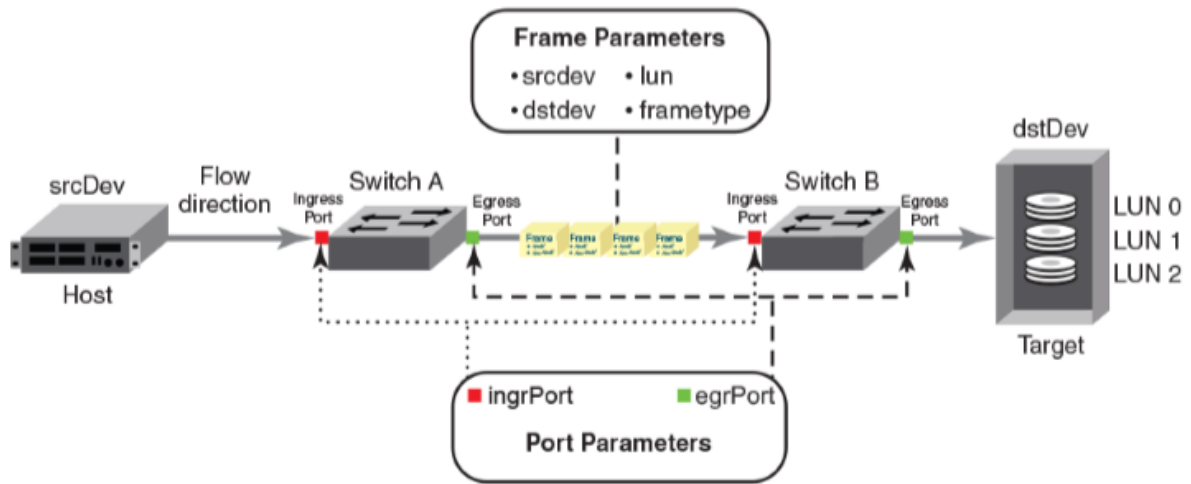 Frame Parameters
• srcdev • lun
• dstdev • frametype
dstDev
srcDev
Flow
direction
Ingress
Port
Switch A
Egress
Port
Ingress
Port
Switch B
Egress
Port
Frame
Frame
Frame
Frame
LUN 0
LUN 1
LUN 2
Host
Target
ingrPort
egrPort
Port Parameters